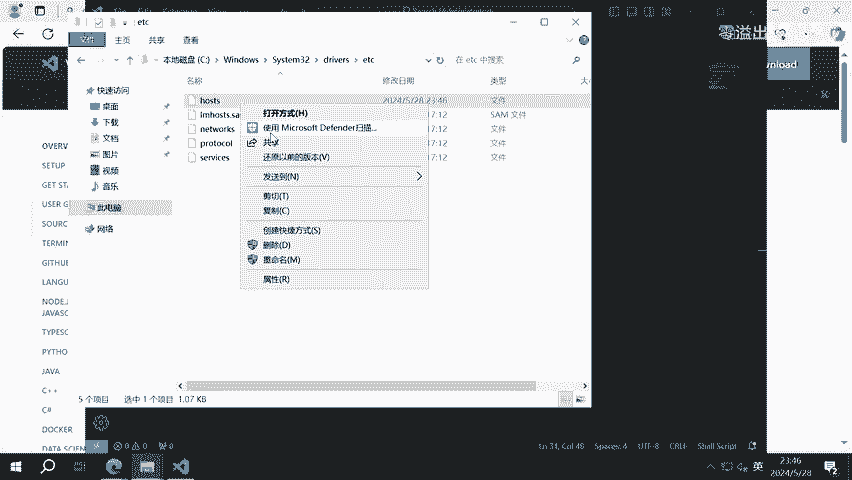 etc
零溢出
文件 主页 共享 查看
本地磁盘 (C:) > Windows > System32 > drivers > etc
在 etc 中搜索
wnload
名称 修改日期 类型 大
快速访问
桌面
下载
文档
图片
视频
音乐
此电脑
网络
hosts 2024/5/28 23:46 文件
lmhosts.sa 17:12 SAM 文件
networks 17:12 文件
protocol 17:12 文件
services 17:12 文件
打开方式(H)
使用 Microsoft Defender扫描...
共享
还原以前的版本(V)
发送到(N)
剪切(T)
复制(C)
创建快捷方式(S)
删除(D)
重命名(M)
属性(R)
5 个项目 选中 1 个项目 1.07 KB
OVERV
SETUP
GET STA
USER G
SOURC
TERMIN
GITHUB
LANGU
NODE.J
JAVASC
TYPESC
PYTHO
JAVA
C++
C#
DOCKER
DATA SCIEN
0 0 0
Ln 31, Col 48 Spaces: 4 UTF-8 CRLF Shell Script
英
23:46
2024/5/28